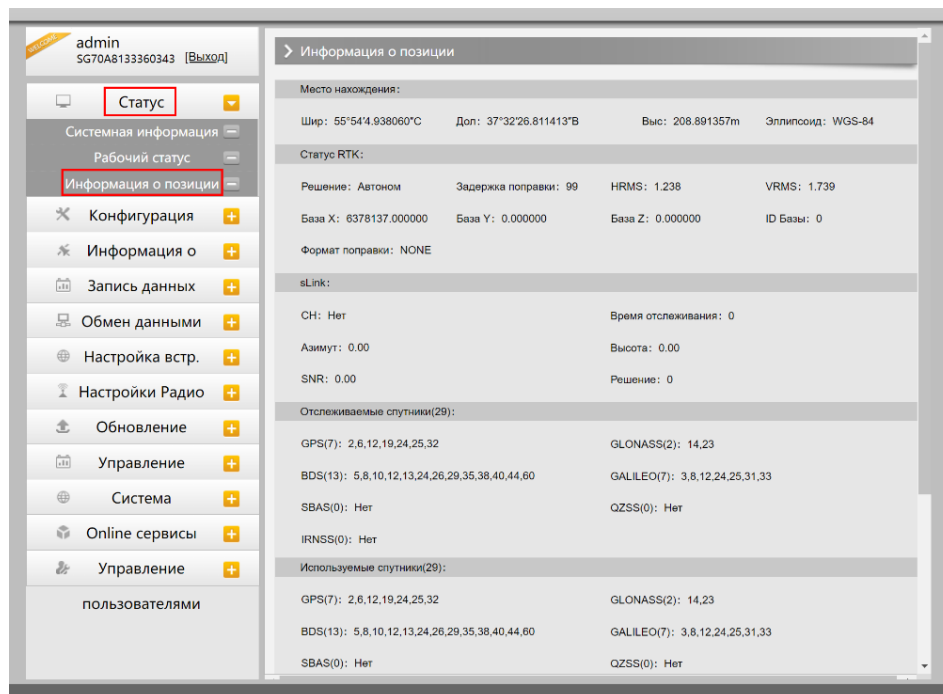 WELCOME
admin
SG70A8133360343 [Выход]
Статус
Системная информация
Рабочий статус
Информация о позиции
Конфигурация
Информация о
Запись данных
Обмен данными
Настройка встр.
Настройки Радио
Обновление
Управление
Система
Online сервисы
Управление
пользователями
Информация о позиции
Место нахождения:
Шир: 55°54'4.938060"С Дол: 37°32'26.811413"В Выс: 208.891357m Эллипсоид: WGS-84
Статус RTK:
Решение: Автоном Задержка поправки: 99 HRMS: 1.238 VRMS: 1.739
База X: 6378137.000000 База Y: 0.000000 База Z: 0.000000 ID Базы: 0
Формат поправки: NONE
sLink:
CH: Нет Время отслеживания: 0
Азимут: 0.00 Высота: 0.00
SNR: 0.00 Решение: 0
Отслеживаемые спутники(29):
GPS(7): 2,6,12,19,24,25,32 GLONASS(2): 14,23
BDS(13): 5,8,10,12,13,24,26,29,35,38,40,44,60 GALILEO(7): 3,8,12,24,25,31,33
SBAS(0): Нет QZSS(0): Нет
IRNSS(0): Нет
Используемые спутники(29):
GPS(7): 2,6,12,19,24,25,32 GLONASS(2): 14,23
BDS(13): 5,8,10,12,13,24,26,29,35,38,40,44,60 GALILEO(7): 3,8,12,24,25,31,33
SBAS(0): Нет QZSS(0): Нет